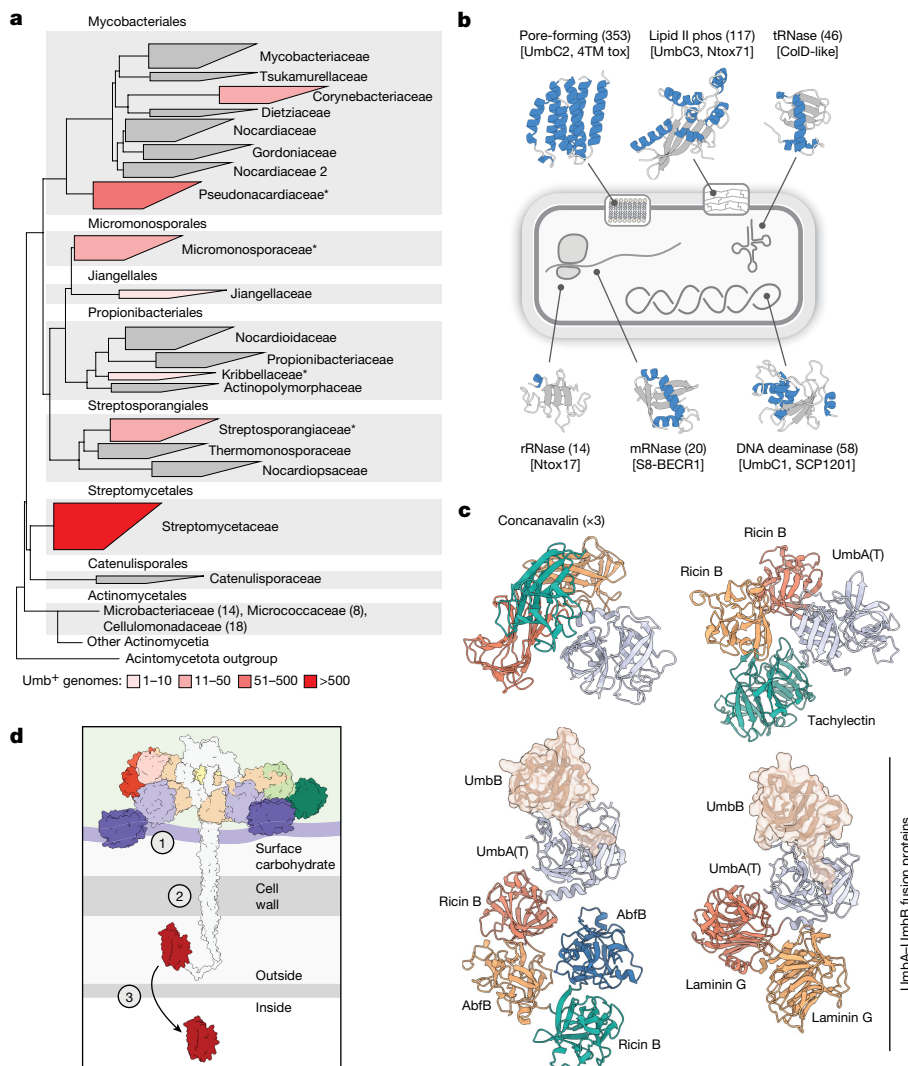 a
Mycobacteriales
Mycobacteriaceae
Tsukamurellaceae
Corynebacteriaceae
Dietziaceae
Nocardiaceae
Gordoniaceae
Nocardiaceae 2
Pseudonacardiaceae*
Micromonosporales
Micromonosporaceae*
Jiangellales
Jiangellaceae
Propionibacteriales
Nocardioidaceae
Propionibacteriaceae
Kribbellaceae*
Actinopolymorphaceae
Streptosporangiales
Streptosporangiaceae*
Thermomonosporaceae
Nocardiopsaceae
Streptomycetales
Streptomycetaceae
Catenulisporales
Catenulisporaceae
Actinomycetales
Microbacteriaceae (14), Micrococcaceae (8),
Cellulomonadaceae (18)
Other Actinomycetia
Acintomycetota outgroup
Umb+ genomes: 1–10 11–50 51–500 >500
b
Pore-forming (353)
[UmbC2, 4TM tox]
Lipid II phos (117)
[UmbC3, Ntox71]
tRNase (46)
[ColD-like]
rRNase (14)
[Ntox17]
mRNase (20)
[S8-BECR1]
DNA deaminase (58)
[UmbC1, SCP1201]
c
Concanavalin (×3)
Ricin B
UmbA(T)
Ricin B
Tachylectin
UmbB
UmbA(T)
Ricin B
AbfB
AbfB
Ricin B
UmbB
UmbA(T)
Laminin G
Laminin G
UmbA–UmbB fusion proteins
d
1
Surface
carbohydrate
2
Cell
wall
Outside
3
Inside